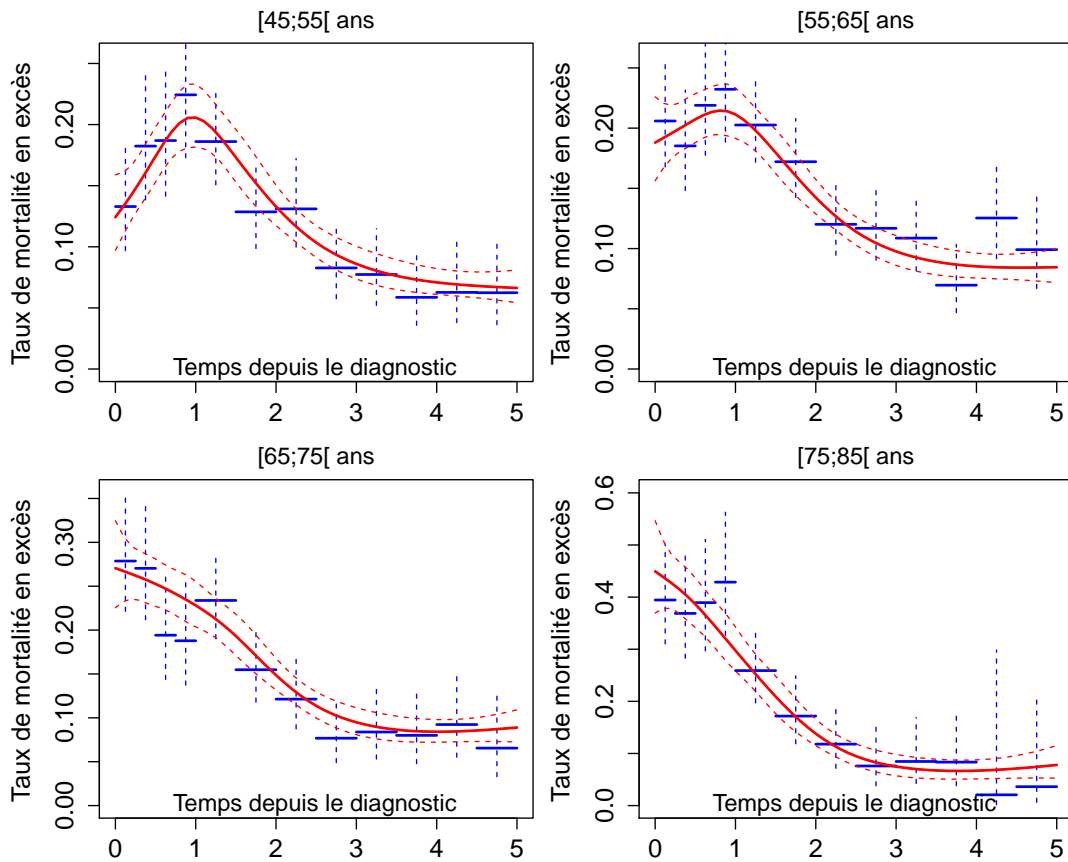 [45;55[ ans
Taux de mortalité en excès
0.00 0.10 0.20
Temps depuis le diagnostic
0 1 2 3 4 5
[55;65[ ans
Taux de mortalité en excès
0.00 0.10 0.20
Temps depuis le diagnostic
0 1 2 3 4 5
[65;75[ ans
Taux de mortalité en excès
0.00 0.10 0.20 0.30
Temps depuis le diagnostic
0 1 2 3 4 5
[75;85[ ans
Taux de mortalité en excès
0.0 0.2 0.4 0.6
Temps depuis le diagnostic
0 1 2 3 4 5